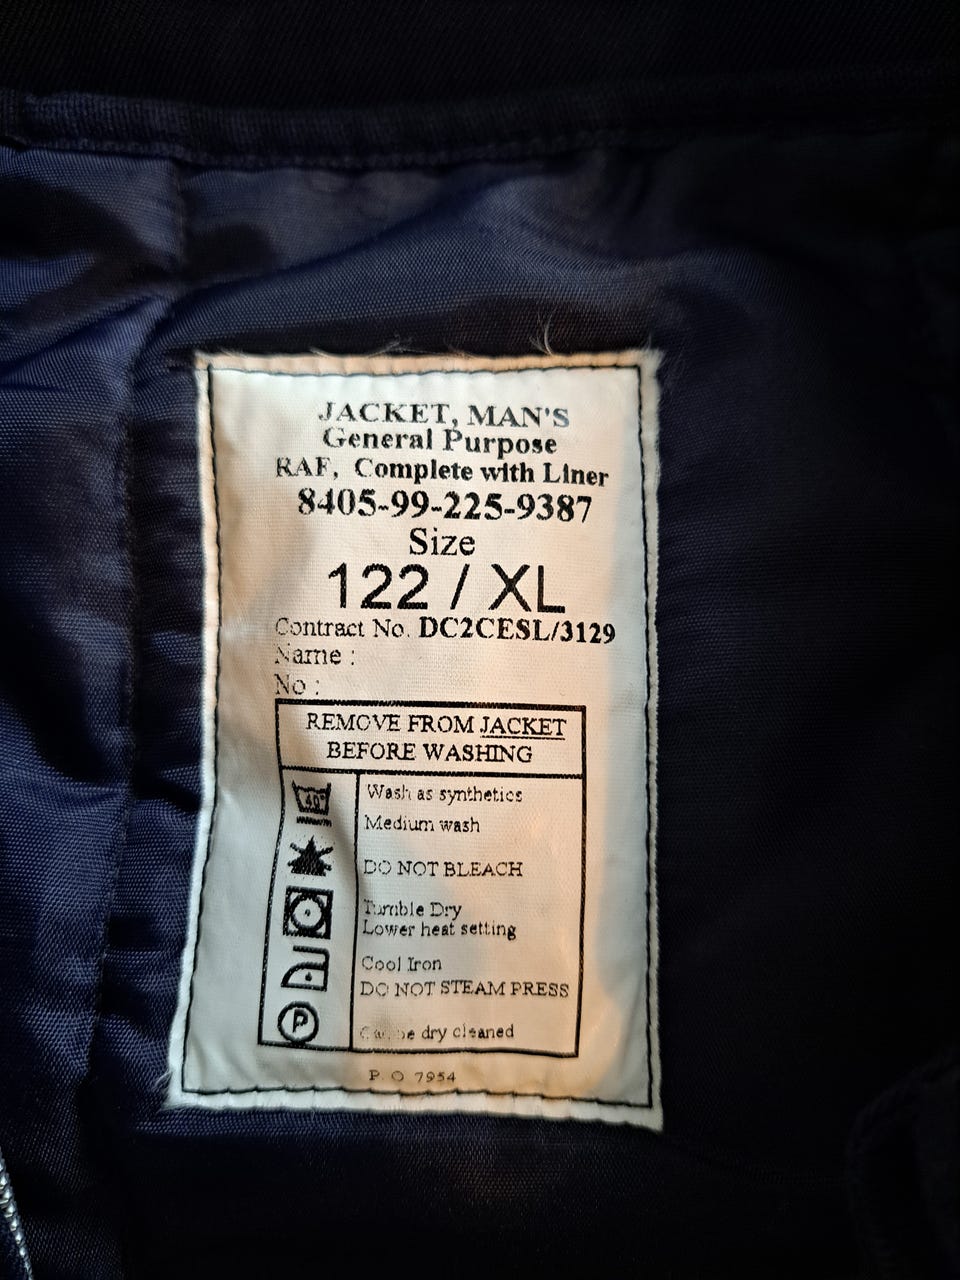 JACKET, MAN'S
General Purpose
RAF, Complete with Liner
8405-99-225-9387
Size
122 / XL
Contract No. DC2CESL/3129
Name :
No :
REMOVE FROM JACKET
BEFORE WASHING
40°
Wash as synthetics
Medium wash
DO NOT BLEACH
Tumble Dry
Lower heat setting
Cool Iron
DO NOT STEAM PRESS
P
be dry cleaned
P. O 7954